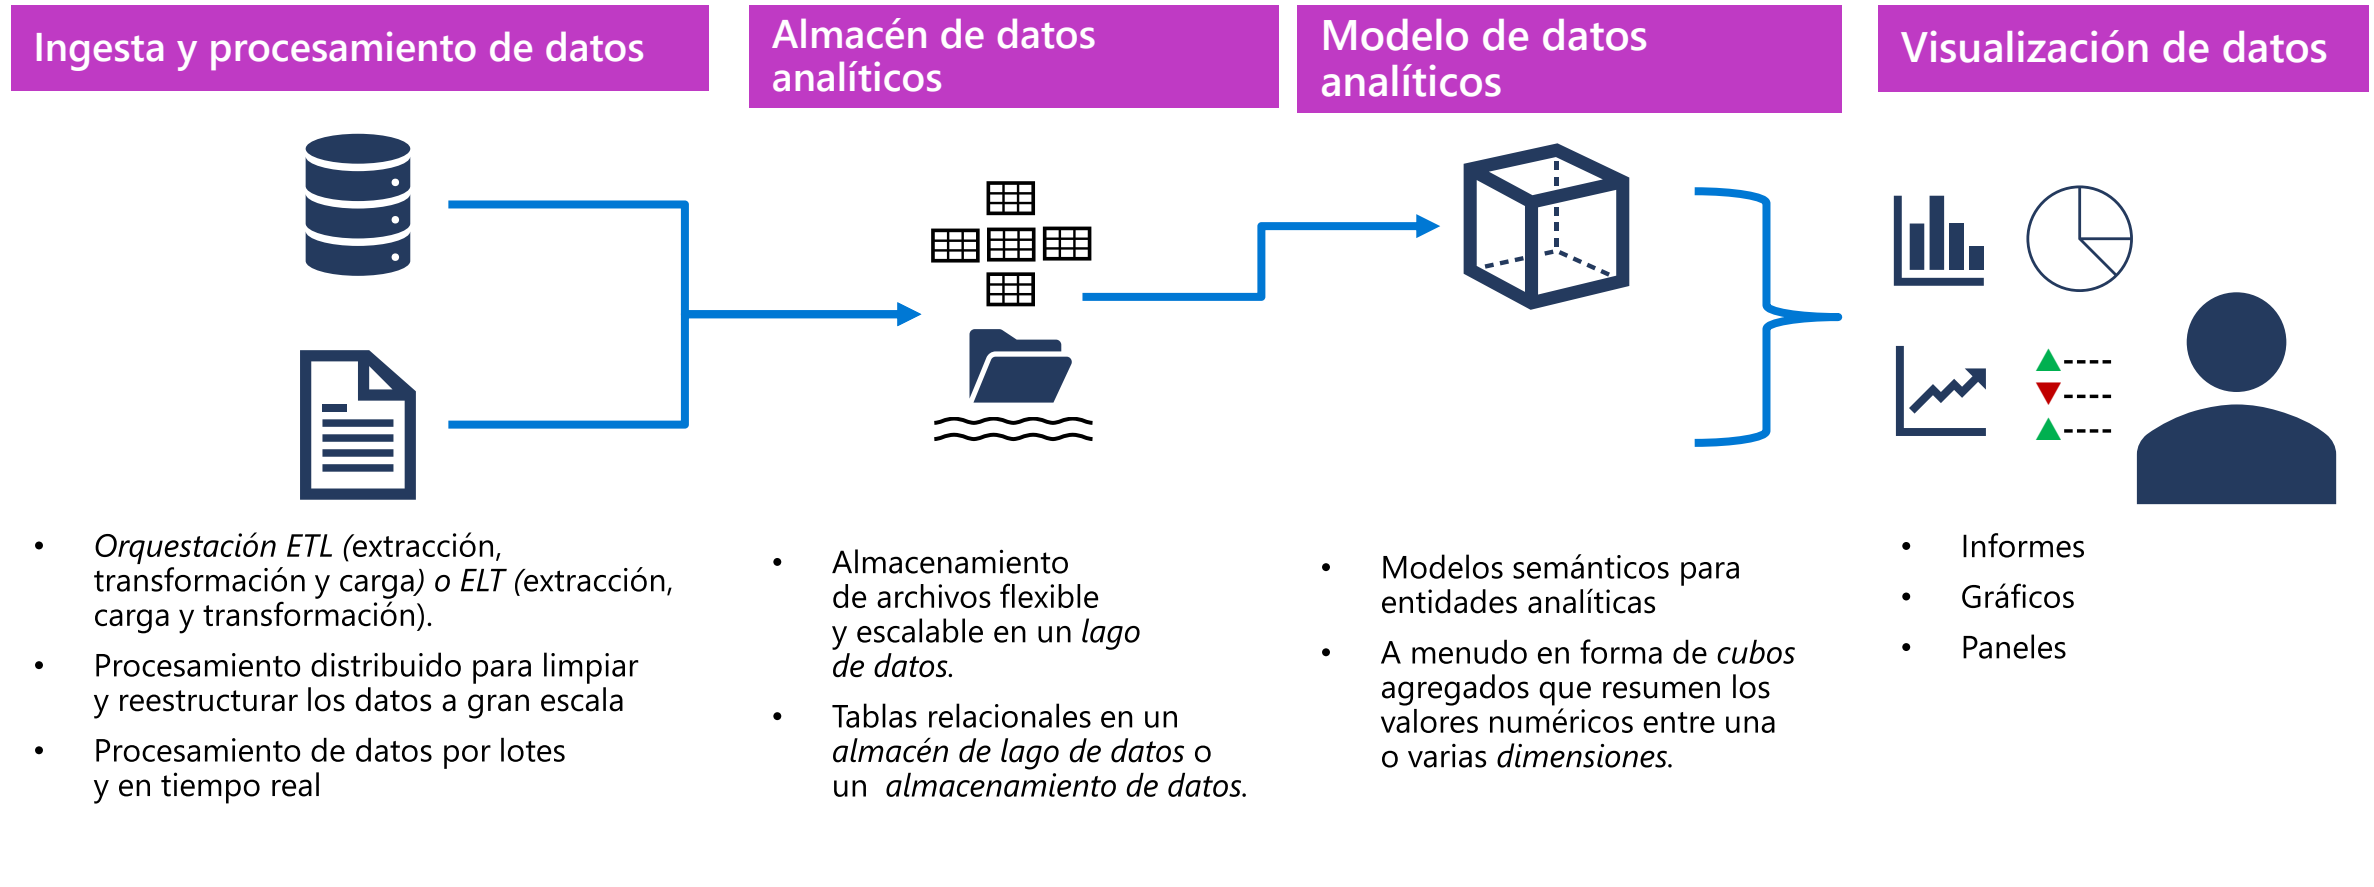 Ingesta y procesamiento de datos
• Orquestación ETL (extracción,
transformación y carga) o ELT (extracción,
carga y transformación).
• Procesamiento distribuido para limpiar
y reestructurar los datos a gran escala
• Procesamiento de datos por lotes
y en tiempo real
Almacén de datos
analíticos
• Almacenamiento
de archivos flexible
y escalable en un lago
de datos.
• Tablas relacionales en un
almacén de lago de datos o
un almacenamiento de datos.
Modelo de datos
analíticos
• Modelos semánticos para
entidades analíticas
• A menudo en forma de cubos
agregados que resumen los
valores numéricos entre una
o varias dimensiones.
Visualización de datos
• Informes
• Gráficos
• Paneles